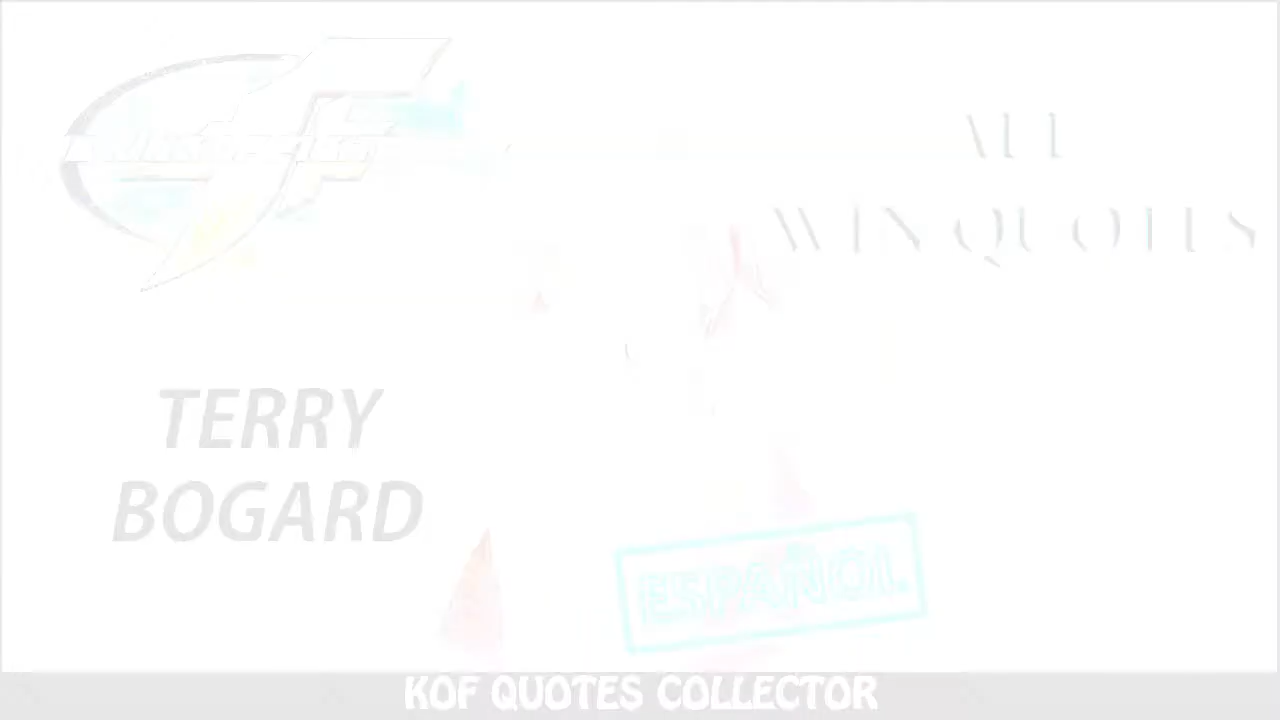 ALL
WIN QUOTES
TERRY
BOGARD
ESPAÑOL
KOF QUOTES COLLECTOR